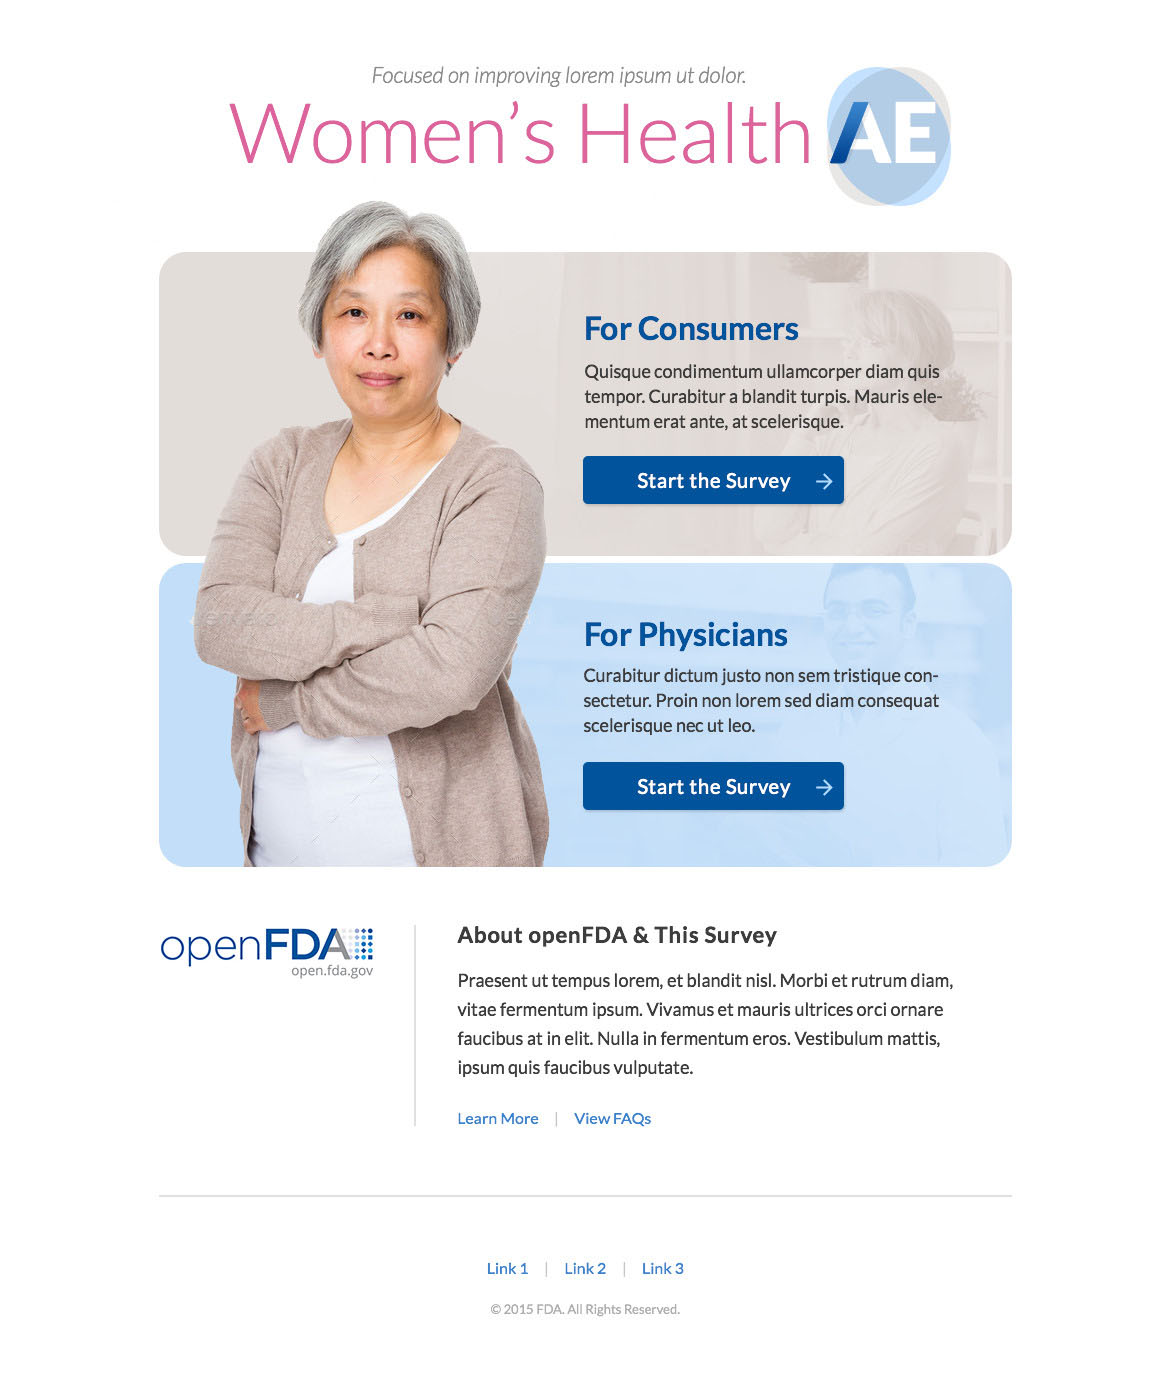 Focused on improving lorem ipsum ut dolor.
Women's Health AE
For Consumers
Quisque condimentum ullamcorper diam quis
tempor. Curabitur a blandit turpis. Mauris ele-
mentum erat ante, at scelerisque.
Start the Survey
For Physicians
Curabitur dictum justo non sem tristique con-
sectetur. Proin non lorem sed diam consequat
scelerisque nec ut leo.
Start the Survey
openFDA
open.fda.gov
About openFDA & This Survey
Praesent ut tempus lorem, et blandit nisl. Morbi et rutrum diam,
vitae fermentum ipsum. Vivamus et mauris ultrices orci ornare
faucibus at in elit. Nulla in fermentum eros. Vestibulum mattis,
ipsum quis faucibus vulputate.
Learn More | View FAQs
Link 1 | Link 2 | Link 3
© 2015 FDA. All Rights Reserved.